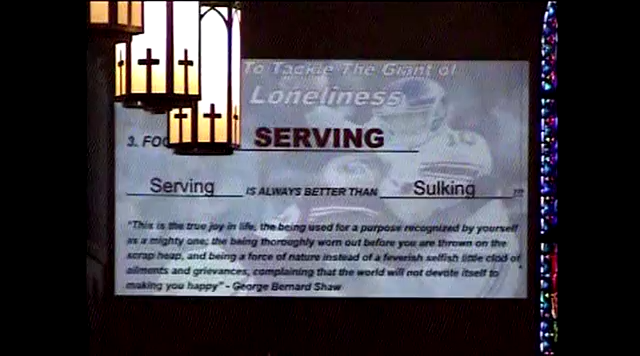 To Tackle The Giant of
Loneliness
3. FOC SERVING
Serving IS ALWAYS BETTER THAN Sulking !!!
"This is the true joy in life, the being used for a purpose recognized by yourself
as a mighty one; the being thoroughly worn out before you are thrown on the
scrap heap, and being a force of nature instead of a feverish selfish little clod of
ailments and grievances, complaining that the world will not devote itself to
making you happy" - George Bernard Shaw